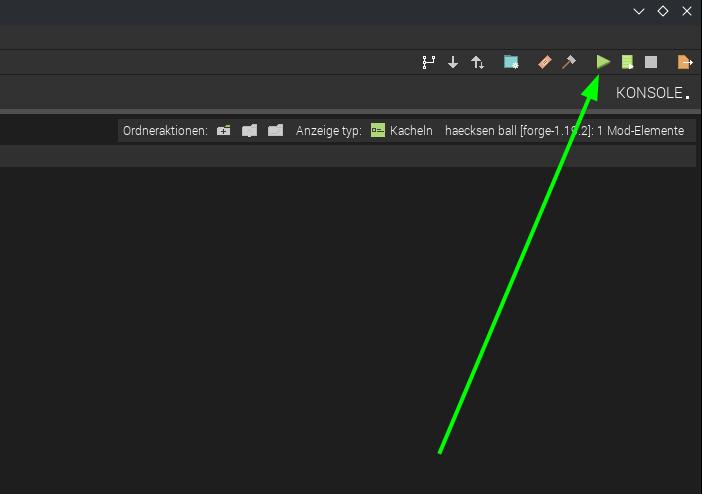 KONSOLE.
Ordneraktionen: Anzeige typ: Kacheln haecksen ball [forge-1.19.2]: 1 Mod-Elemente